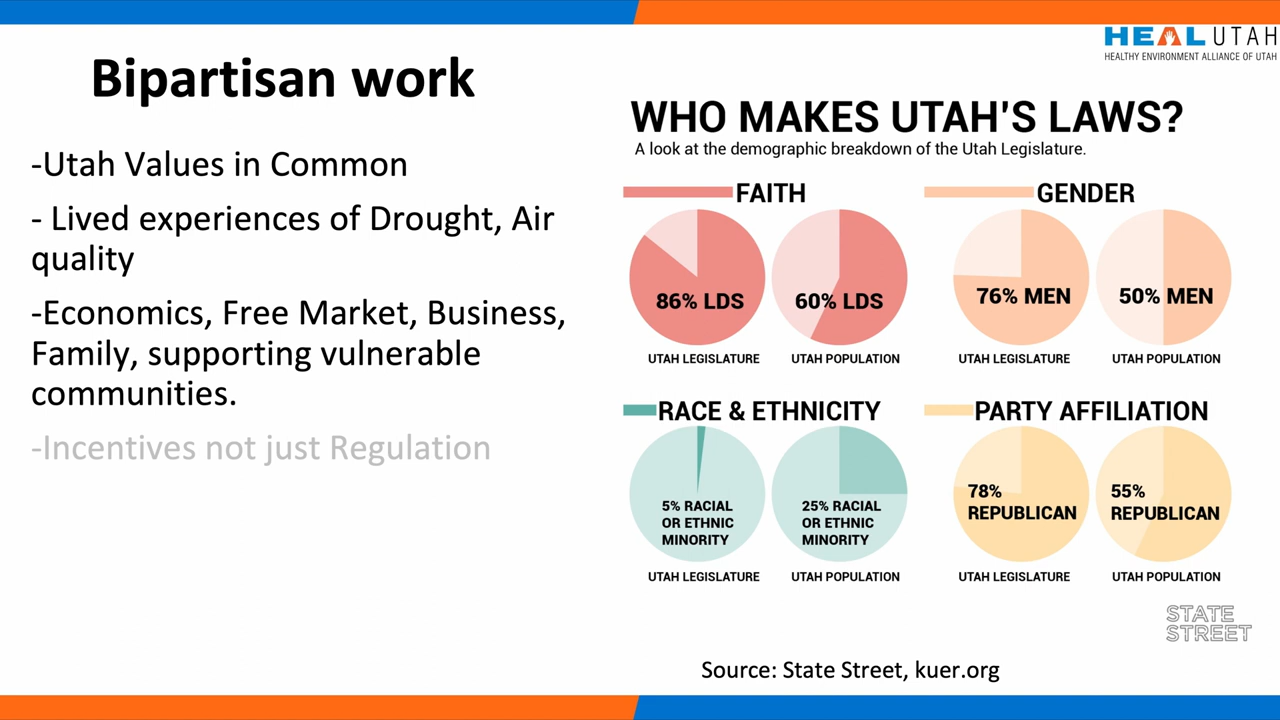 HEAL UTAH
HEALTHY ENVIRONMENT ALLIANCE OF UTAH
Bipartisan work
-Utah Values in Common
- Lived experiences of Drought, Air
quality
-Economics, Free Market, Business,
Family, supporting vulnerable
communities.
-Incentives not just Regulation
WHO MAKES UTAH'S LAWS?
A look at the demographic breakdown of the Utah Legislature.
FAITH
86% LDS
UTAH LEGISLATURE
60% LDS
UTAH POPULATION
GENDER
76% MEN
UTAH LEGISLATURE
50% MEN
UTAH POPULATION
RACE & ETHNICITY
5% RACIAL
OR ETHNIC
MINORITY
UTAH LEGISLATURE
25% RACIAL
OR ETHNIC
MINORITY
UTAH POPULATION
PARTY AFFILIATION
78%
REPUBLICAN
UTAH LEGISLATURE
55%
REPUBLICAN
UTAH POPULATION
STATE
STREET
Source: State Street, kuer.org